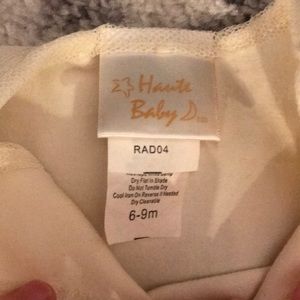 Haute
Baby
RAD04
Dry Flat in Shade
Do Not Tumble Dry
Cool Iron On Reverse if Needed
Dry Cleanable
6-9m